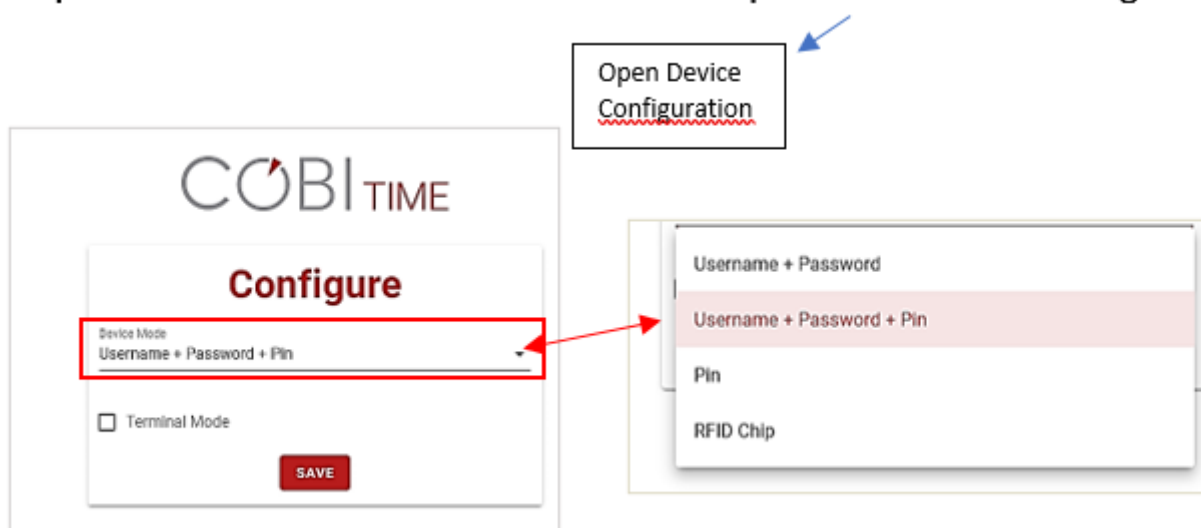 Open Device
Configuration
COBI TIME
Configure
Device Mode
Username + Password + Pin
Terminal Mode
SAVE
Username + Password
Username + Password + Pin
Pin
RFID Chip